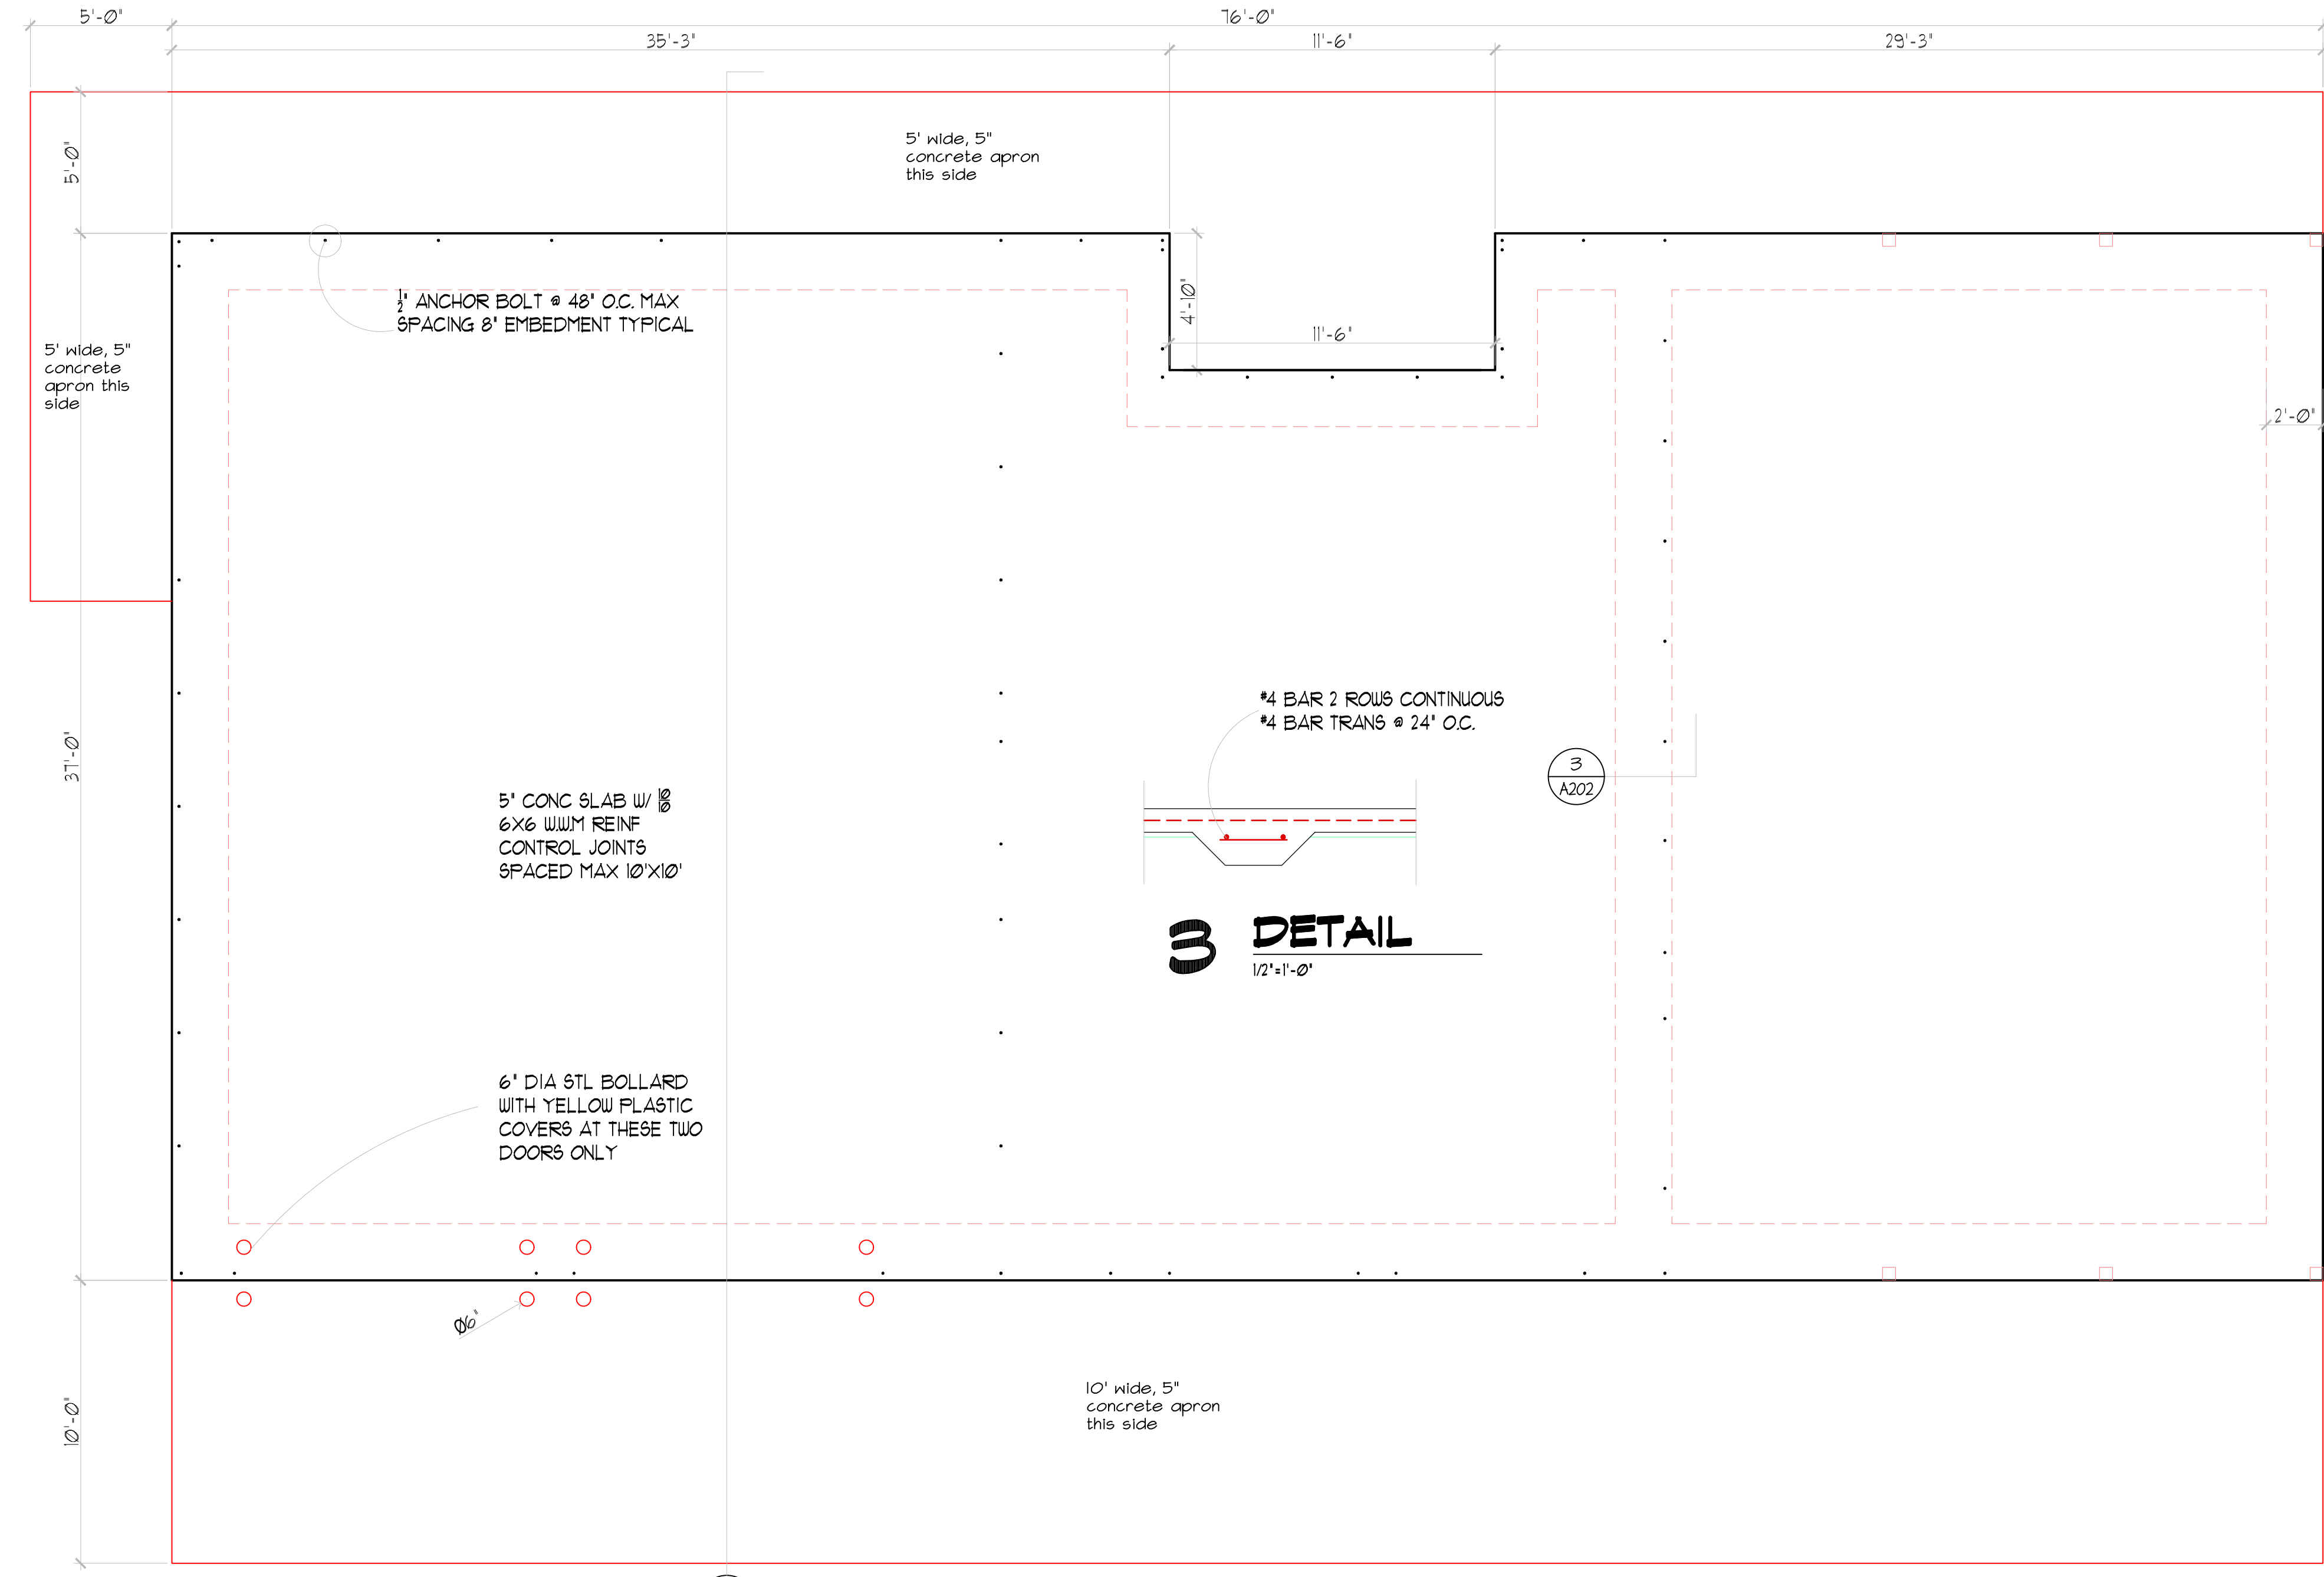 5'-0"
76'-0"
35'-3"
11'-6"
29'-3"
5'-0"
5' wide, 5"
concrete apron
this side
1/2" ANCHOR BOLT @ 48" O.C. MAX
SPACING 8" EMBEDMENT TYPICAL
4'-10"
11'-6"
5' wide, 5"
concrete
apron this
side
2'-0"
37'-0"
#4 BAR 2 ROWS CONTINUOUS
#4 BAR TRANS @ 24" O.C.
3
A202
5" CONC SLAB W/ 10/10
6X6 W.W.M REINF
CONTROL JOINTS
SPACED MAX 10'X10'
3 DETAIL
1/2"=1'-0"
6" DIA STL BOLLARD
WITH YELLOW PLASTIC
COVERS AT THESE TWO
DOORS ONLY
Ø6"
10'-0"
10' wide, 5"
concrete apron
this side